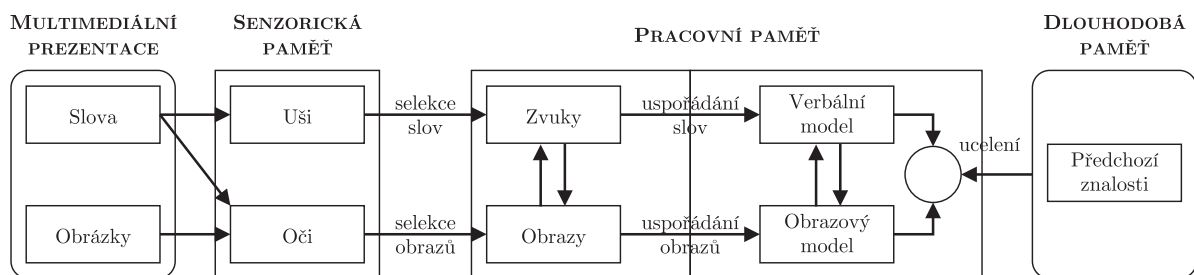 MULTIMEDIÁLNÍ
PREZENTACE
SENZORICKÁ
PAMĚŤ
PRACOVNÍ PAMĚŤ
DLOUHODOBÁ
PAMĚŤ
Slova
Uši
selekce
slov
Zvuky
uspořádání
slov
Verbální
model
ucelení
Předchozí
znalosti
Obrázky
Oči
selekce
obrazů
Obrazy
uspořádání
obrazů
Obrazový
model